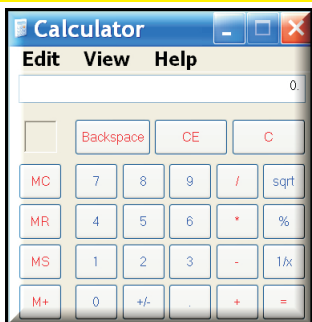 Calculator
Edit View Help
0.
Backspace CE C
MC 7 8 9 / sqrt
MR 4 5 6 * %
MS 1 2 3 - 1/x
M+ 0 +/- . + =